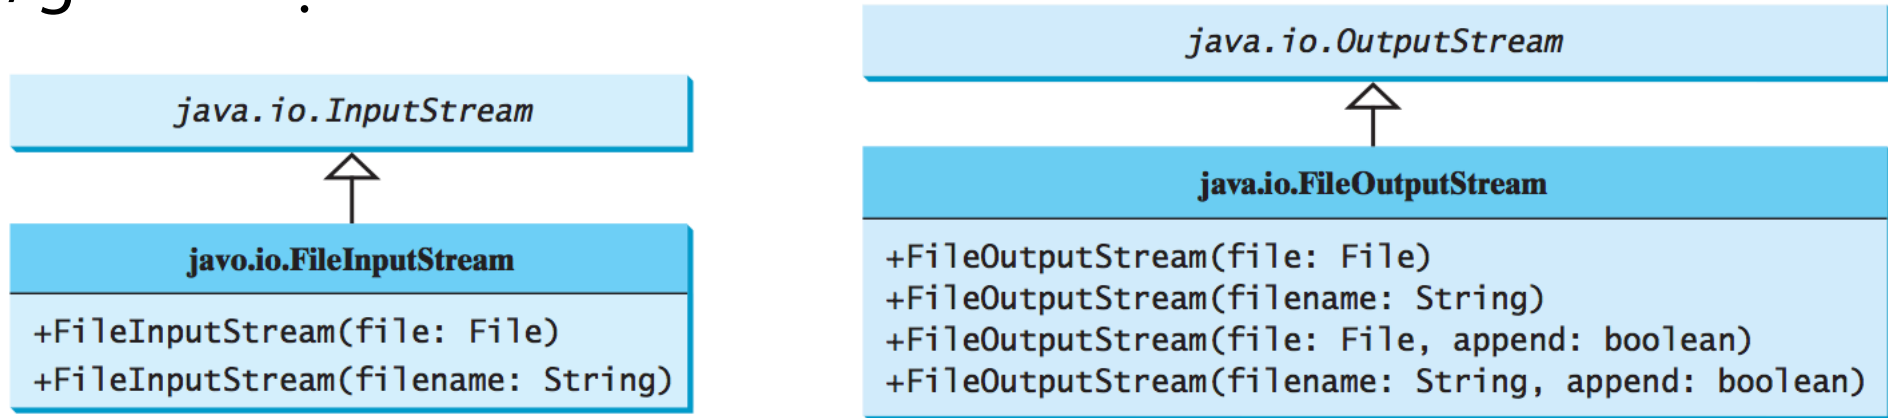 java.io.InputStream
javo.io.FileInputStream
+FileInputStream(file: File)
+FileInputStream(filename: String)
java.io.OutputStream
java.io.FileOutputStream
+FileOutputStream(file: File)
+FileOutputStream(filename: String)
+FileOutputStream(file: File, append: boolean)
+FileOutputStream(filename: String, append: boolean)